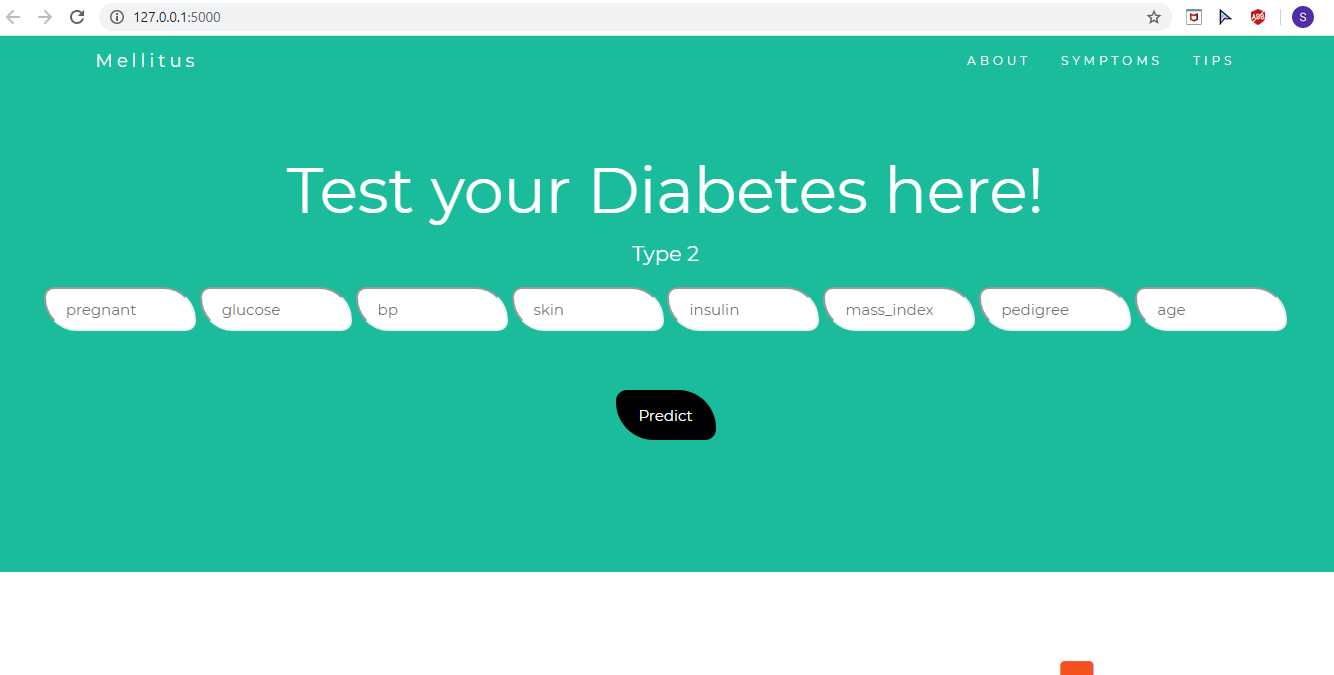 127.0.0.1:5000
S
Mellitus
ABOUT SYMPTOMS TIPS
Test your Diabetes here!
Type 2
pregnant glucose bp skin insulin mass_index pedigree age
Predict